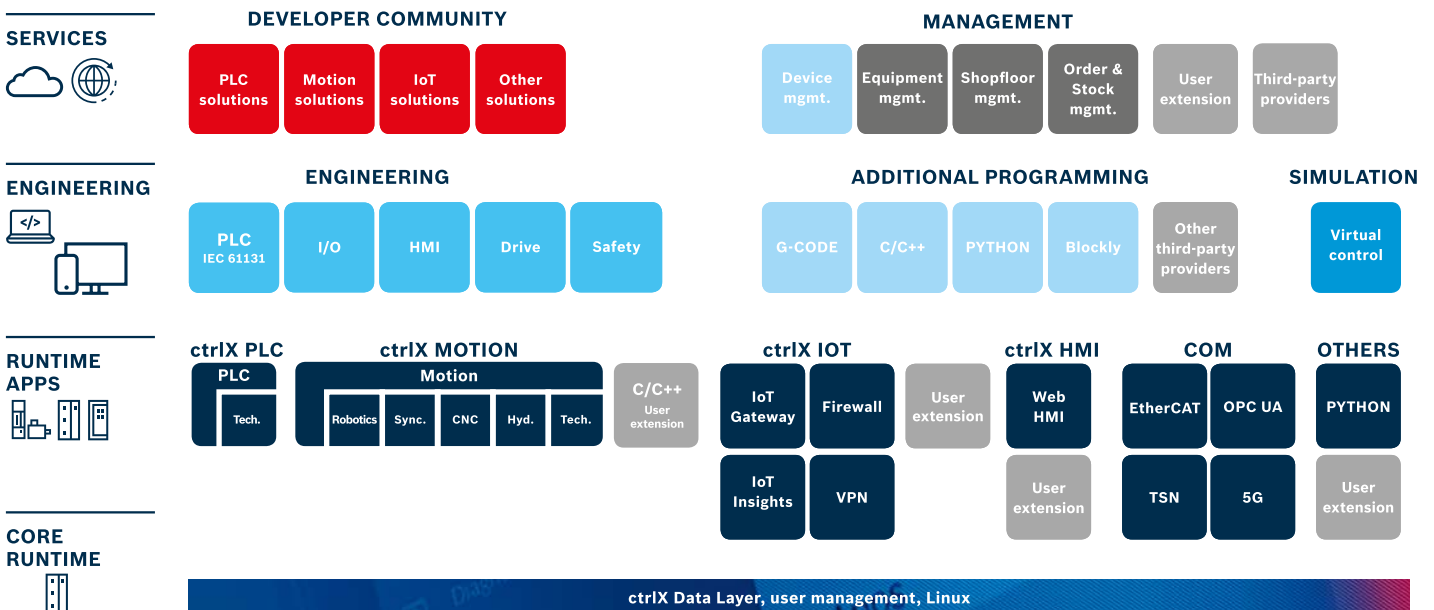 SERVICES
DEVELOPER COMMUNITY
PLC
solutions
Motion
solutions
IoT
solutions
Other
solutions
MANAGEMENT
Device
mgmt.
Equipment
mgmt.
Shopfloor
mgmt.
Order &
Stock
mgmt.
User
extension
Third-party
providers
ENGINEERING
</>
ENGINEERING
PLC
IEC 61131
I/O
HMI
Drive
Safety
ADDITIONAL PROGRAMMING
G-CODE
C/C++
PYTHON
Blockly
Other
third-party
providers
SIMULATION
Virtual
control
RUNTIME
APPS
ctrlX PLC
PLC
Tech.
ctrlX MOTION
Motion
Robotics
Sync.
CNC
Hyd.
Tech.
C/C++
User
extension
ctrlX IOT
IoT
Gateway
Firewall
User
extension
IoT
Insights
VPN
ctrlX HMI
Web
HMI
User
extension
COM
EtherCAT
OPC UA
TSN
5G
OTHERS
PYTHON
User
extension
CORE
RUNTIME
ctrlX Data Layer, user management, Linux